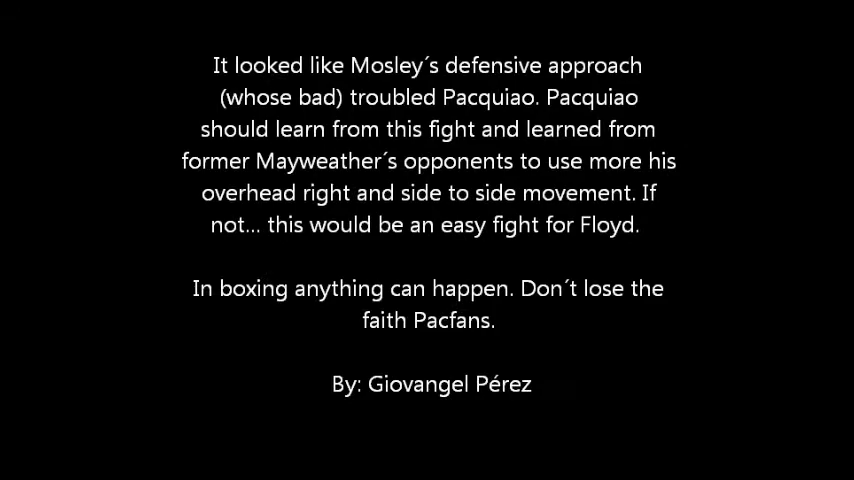 It looked like Mosley´s defensive approach
(whose bad) troubled Pacquiao. Pacquiao
should learn from this fight and learned from
former Mayweather´s opponents to use more his
overhead right and side to side movement. If
not... this would be an easy fight for Floyd.
In boxing anything can happen. Don´t lose the
faith Pacfans.
By: Giovangel Pérez